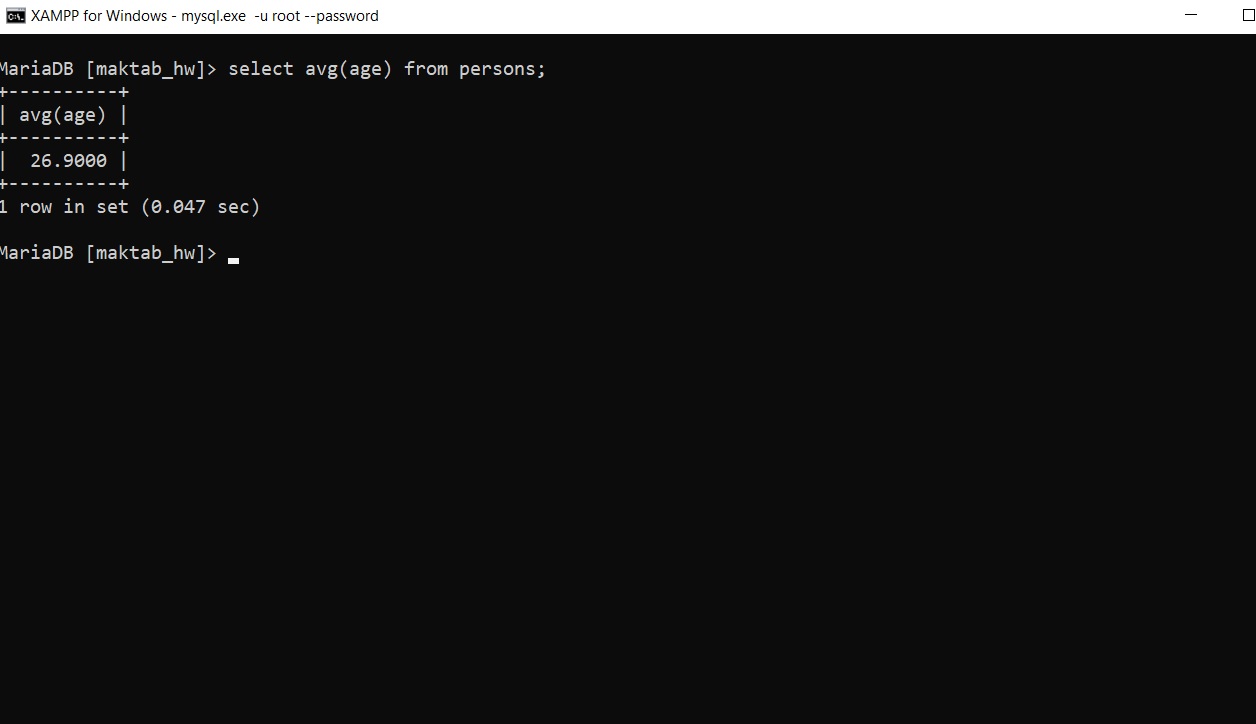 XAMPP for Windows - mysql.exe  -u root --password
MariaDB [maktab_hw]> select avg(age) from persons;
+----------+
| avg(age) |
+----------+
|  26.9000 |
+----------+
1 row in set (0.047 sec)
MariaDB [maktab_hw]>